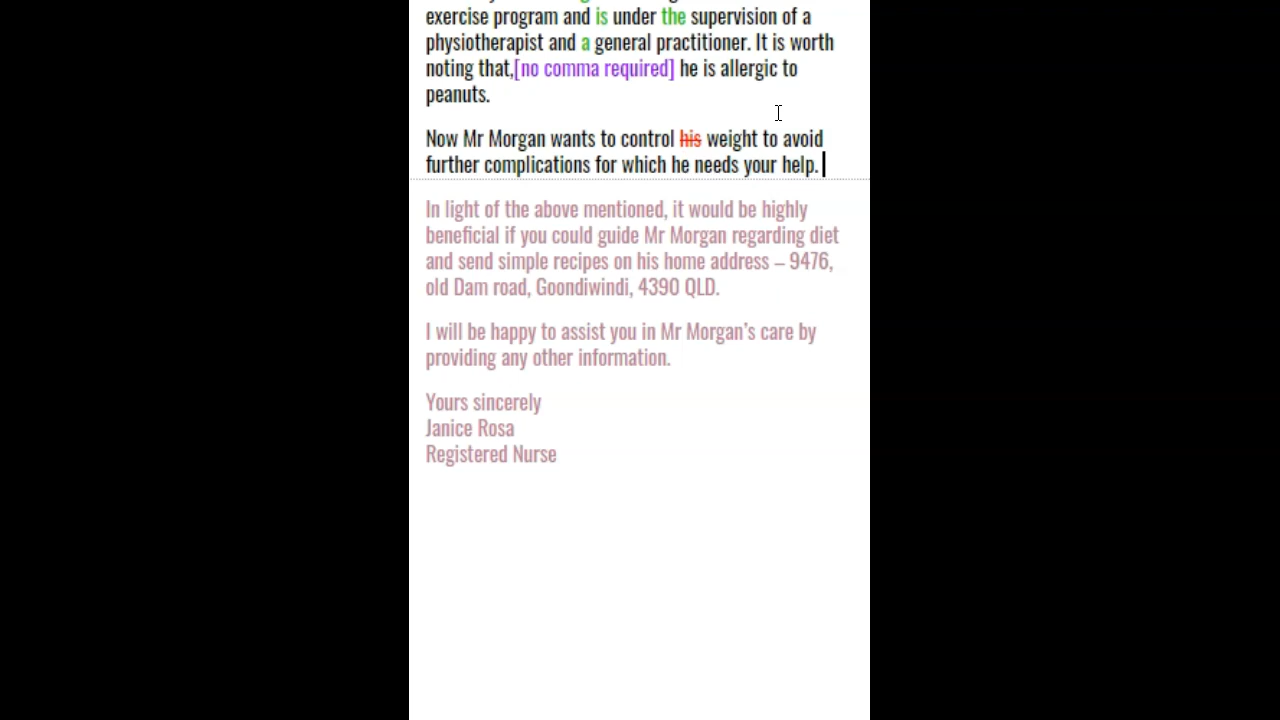 exercise program and is under the supervision of a
physiotherapist and a general practitioner. It is worth
noting that,[no comma required] he is allergic to
peanuts.
Now Mr Morgan wants to control his weight to avoid
further complications for which he needs your help.
In light of the above mentioned, it would be highly
beneficial if you could guide Mr Morgan regarding diet
and send simple recipes on his home address – 9476,
old Dam road, Goondiwindi, 4390 QLD.
I will be happy to assist you in Mr Morgan’s care by
providing any other information.
Yours sincerely
Janice Rosa
Registered Nurse